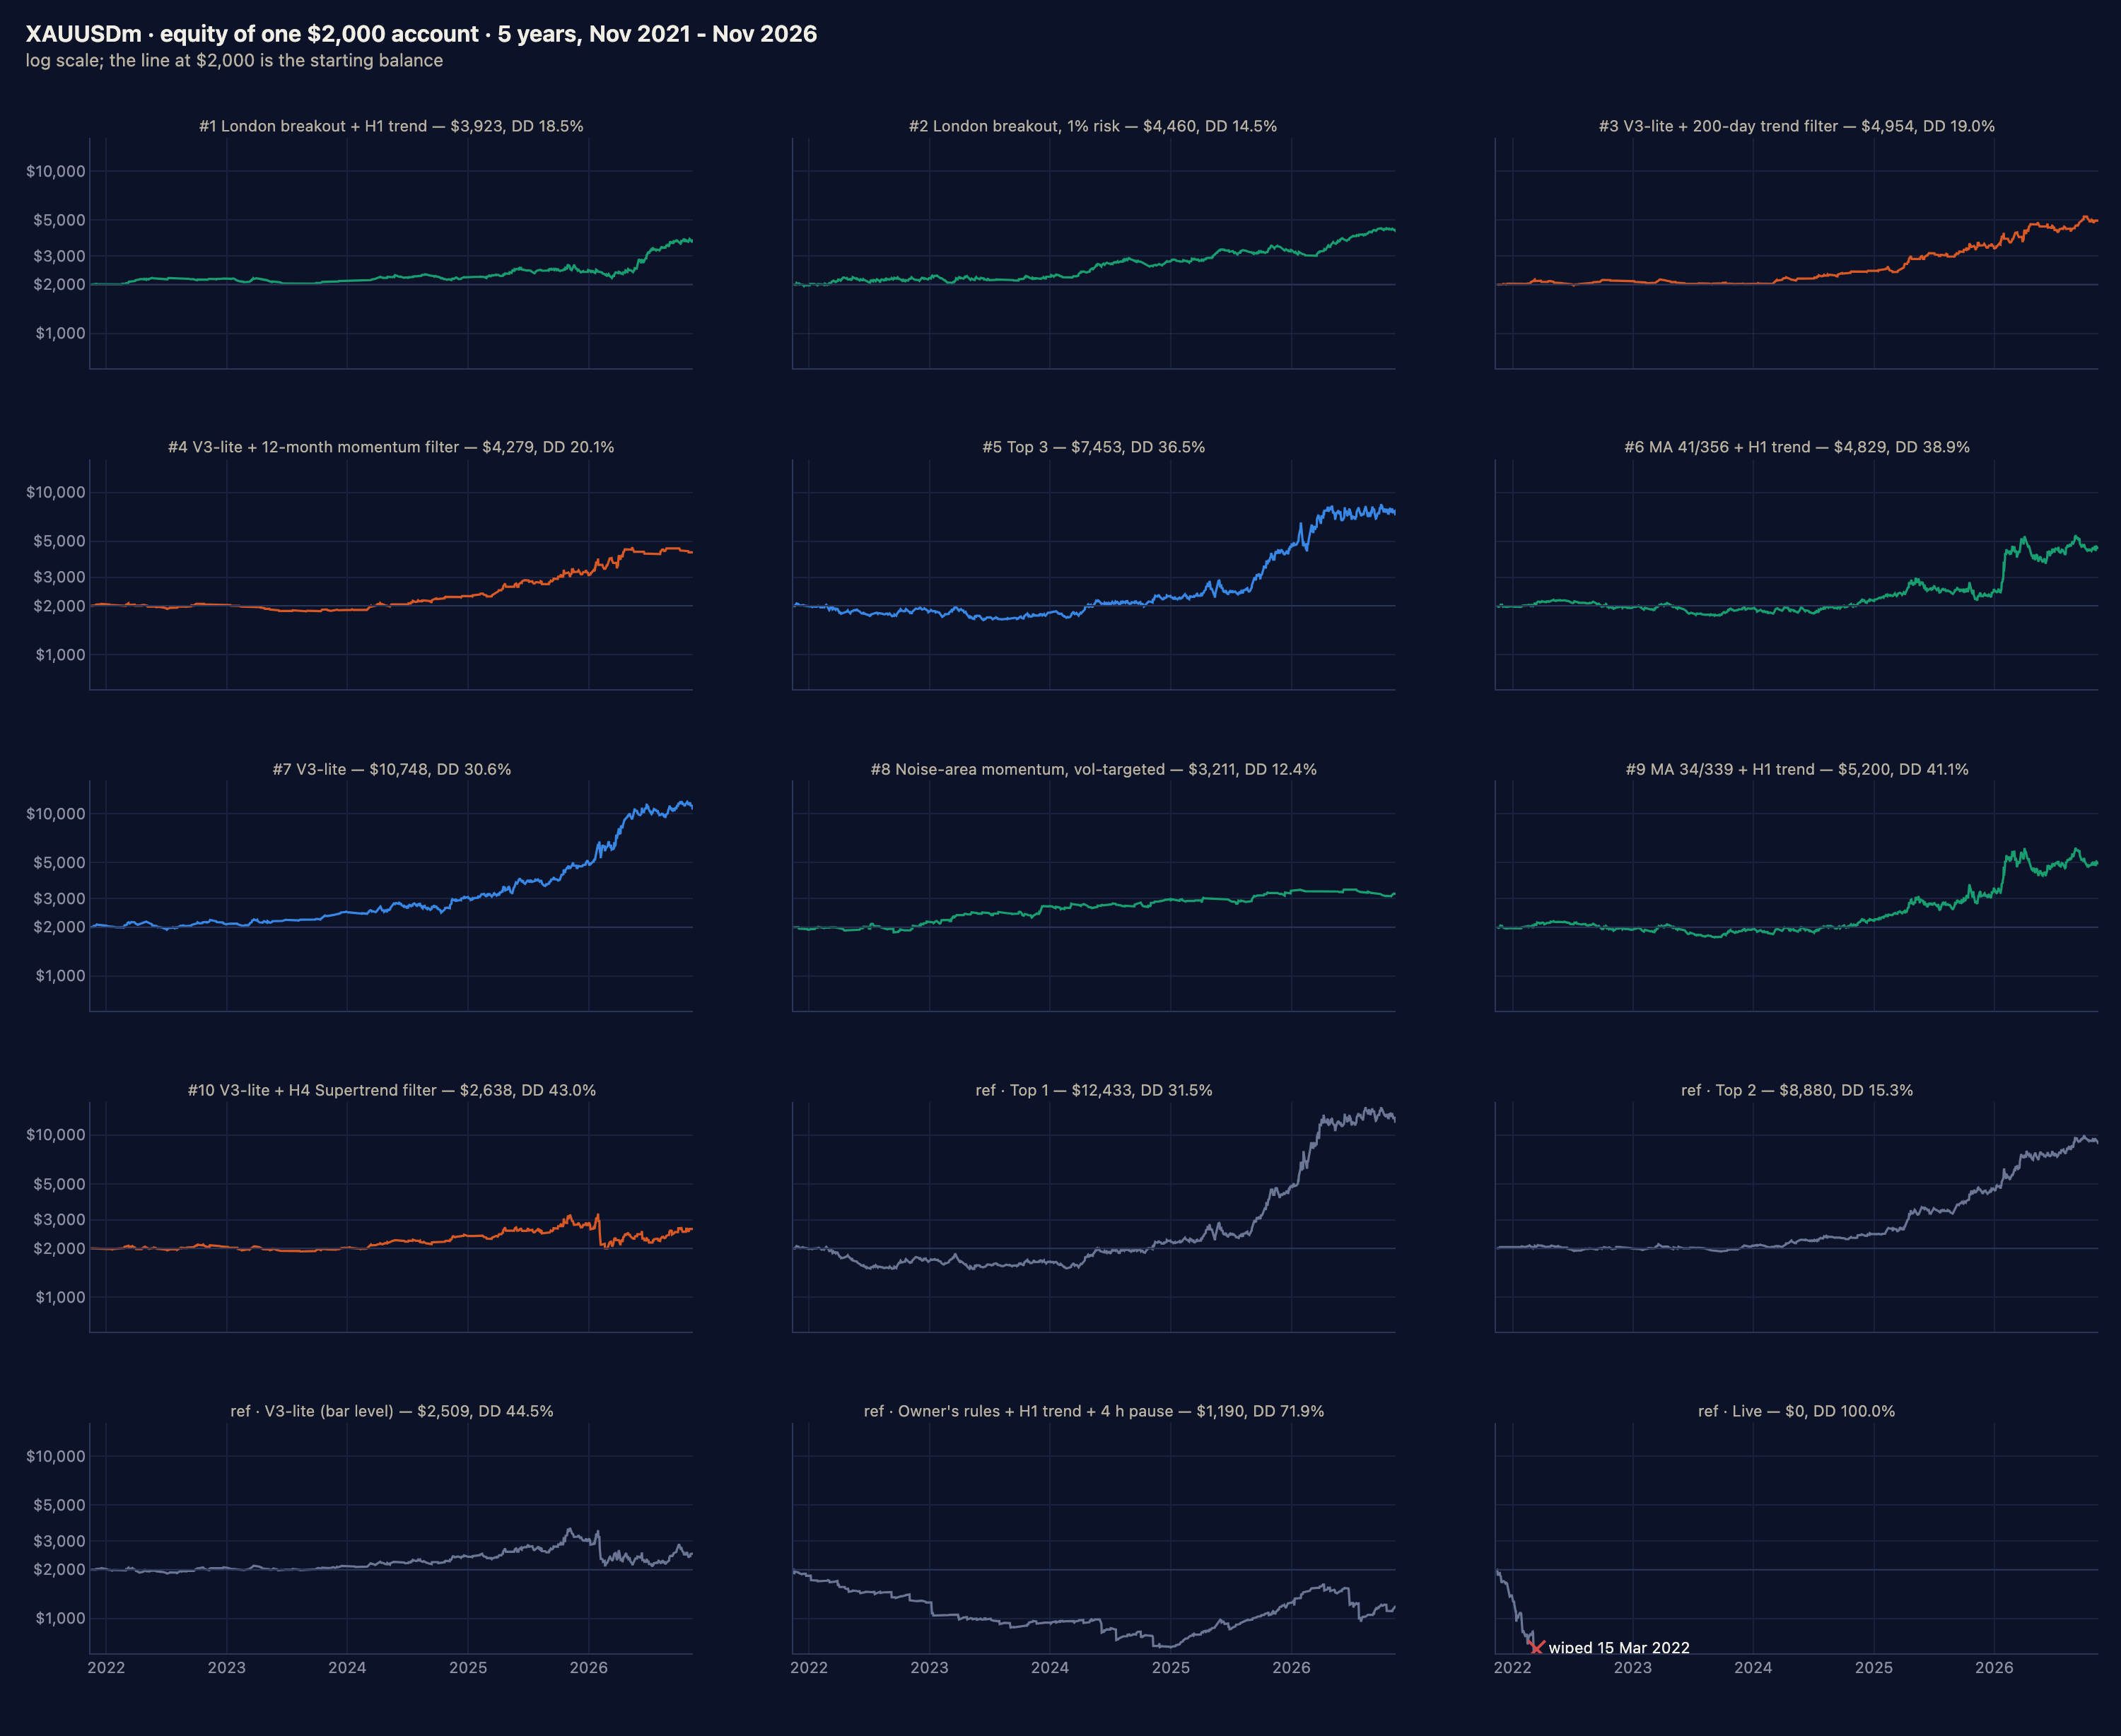 XAUUSDm · equity of one $2,000 account · 5 years, Nov 2021 - Nov 2026
log scale; the line at $2,000 is the starting balance
#1 London breakout + H1 trend — $3,923, DD 18.5%
#2 London breakout, 1% risk — $4,460, DD 14.5%
#3 V3-lite + 200-day trend filter — $4,954, DD 19.0%
$10,000
$5,000
$3,000
$2,000
$1,000
#4 V3-lite + 12-month momentum filter — $4,279, DD 20.1%
#5 Top 3 — $7,453, DD 36.5%
#6 MA 41/356 + H1 trend — $4,829, DD 38.9%
$10,000
$5,000
$3,000
$2,000
$1,000
#7 V3-lite — $10,748, DD 30.6%
#8 Noise-area momentum, vol-targeted — $3,211, DD 12.4%
#9 MA 34/339 + H1 trend — $5,200, DD 41.1%
$10,000
$5,000
$3,000
$2,000
$1,000
#10 V3-lite + H4 Supertrend filter — $2,638, DD 43.0%
ref · Top 1 — $12,433, DD 31.5%
ref · Top 2 — $8,880, DD 15.3%
$10,000
$5,000
$3,000
$2,000
$1,000
ref · V3-lite (bar level) — $2,509, DD 44.5%
ref · Owner's rules + H1 trend + 4 h pause — $1,190, DD 71.9%
ref · Live — $0, DD 100.0%
$10,000
$5,000
$3,000
$2,000
$1,000
wiped 15 Mar 2022
2022 2023 2024 2025 2026
2022 2023 2024 2025 2026
2022 2023 2024 2025 2026